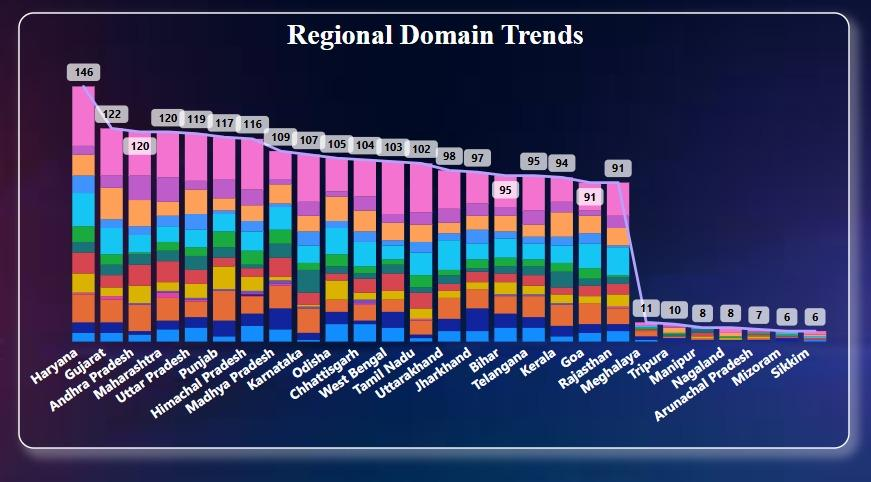 Regional Domain Trends
146
122
120
120
119
117
116
109
107
105
104
103
102
98
97
95
95
94
91
91
11
10
8
8
7
6
6
Haryana
Gujarat
Andhra Pradesh
Maharashtra
Uttar Pradesh
Punjab
Himachal Pradesh
Madhya Pradesh
Karnataka
Odisha
Chhattisgarh
West Bengal
Tamil Nadu
Uttarakhand
Jharkhand
Bihar
Telangana
Kerala
Goa
Rajasthan
Meghalaya
Tripura
Manipur
Nagaland
Arunachal Pradesh
Mizoram
Sikkim